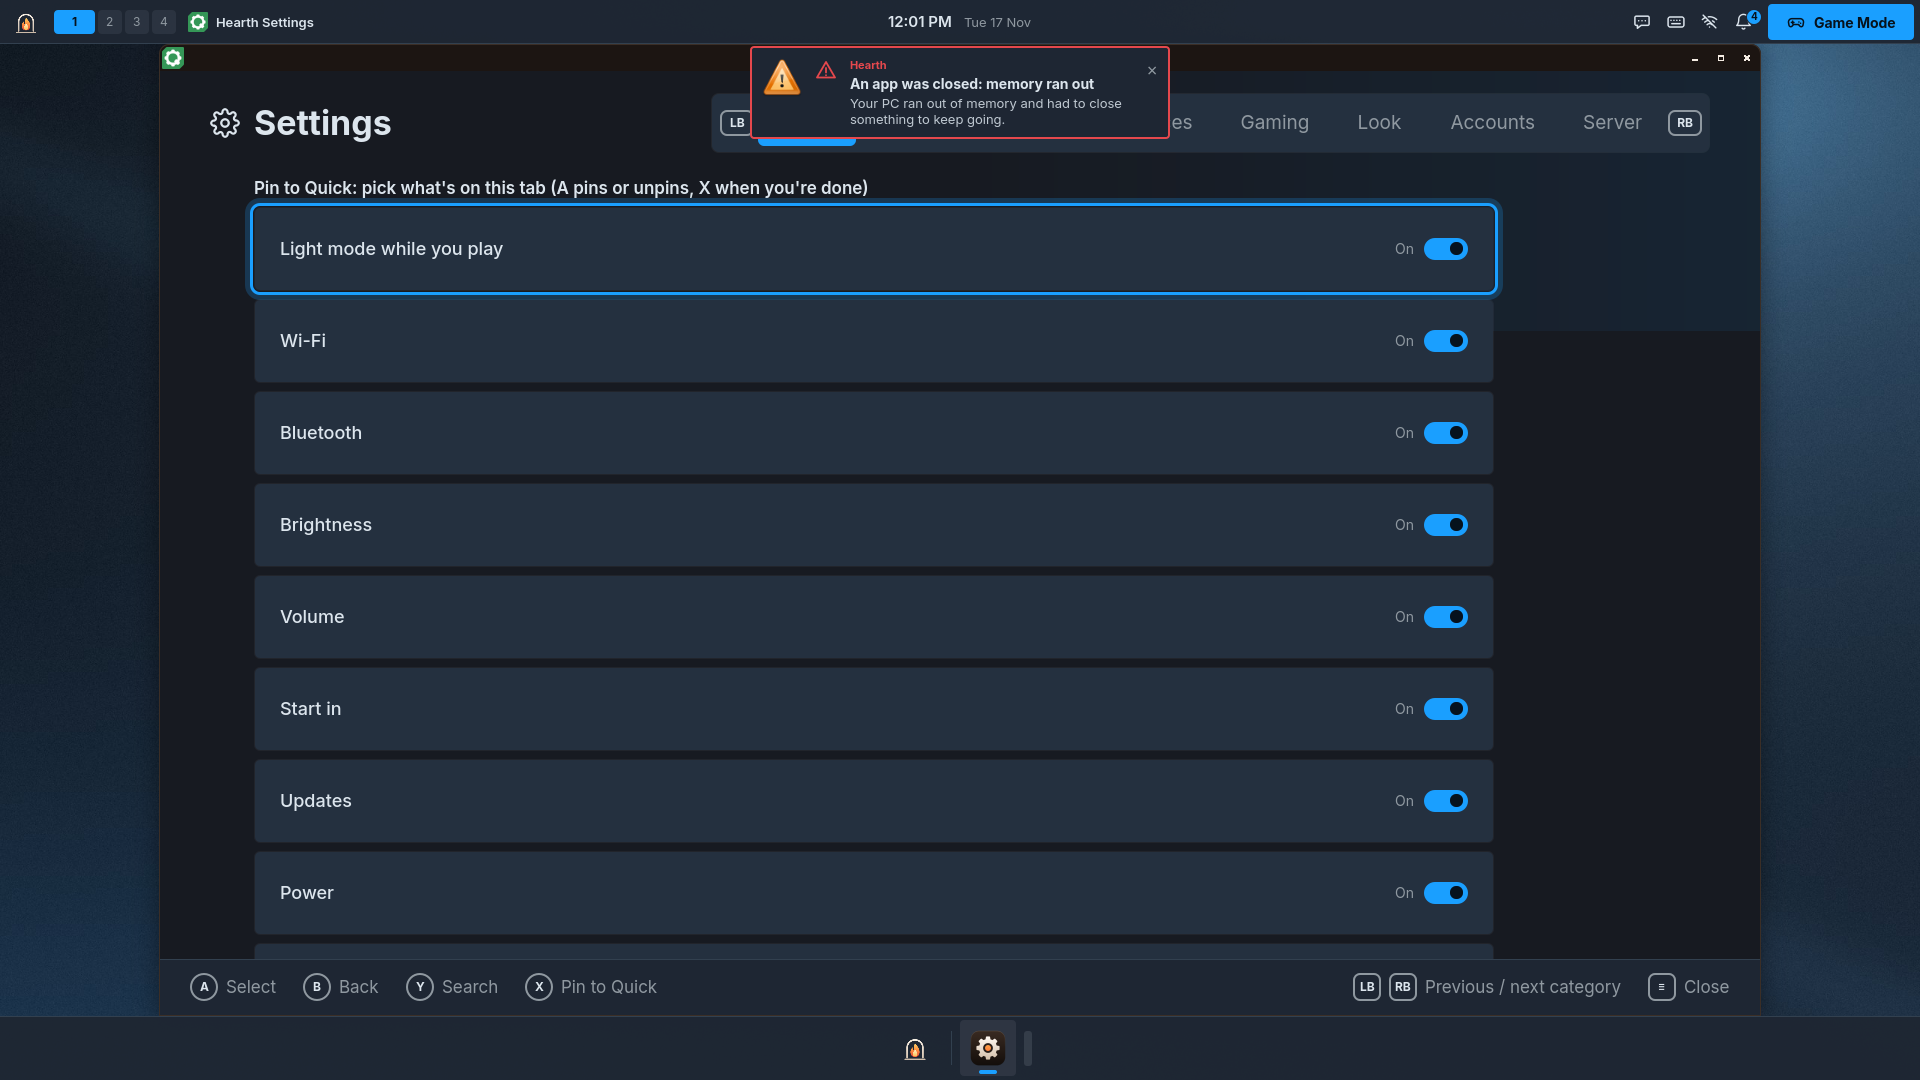 1 2 3 4 Hearth Settings 12:01 PM Tue 17 Nov 4 Game Mode
Hearth
An app was closed: memory ran out
Your PC ran out of memory and had to close
something to keep going.
Settings LB Gaming Look Accounts Server RB
Pin to Quick: pick what's on this tab (A pins or unpins, X when you're done)
Light mode while you play On
Wi-Fi On
Bluetooth On
Brightness On
Volume On
Start in On
Updates On
Power On
A Select B Back Y Search X Pin to Quick LB RB Previous / next category Close